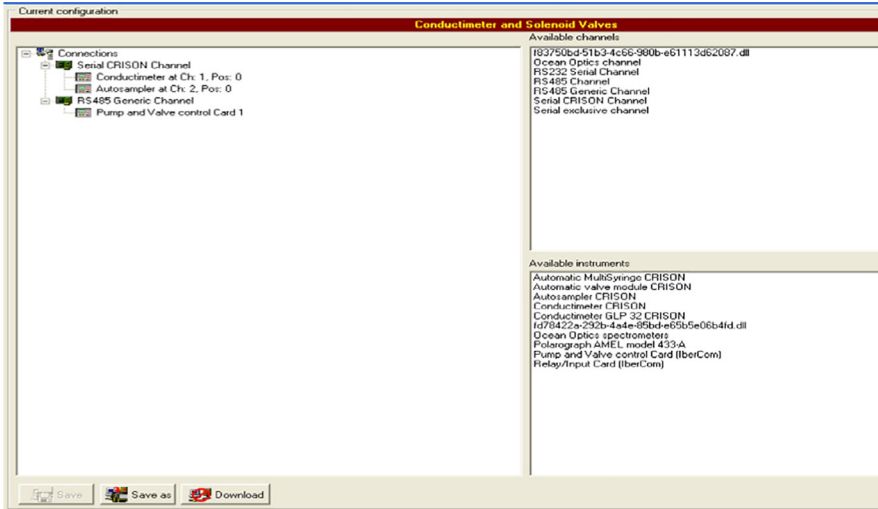 Current configuration
Conductimeter and Solenoid Valves
Connections
Serial CRISON Channel
Conductimeter at Ch: 1, Pos: 0
Autosampler at Ch: 2, Pos: 0
RS485 Generic Channel
Pump and Valve control Card 1
Available channels
f83750bd-51b3-4c66-980b-e61113d62087.dll
Ocean Optics channel
RS232 Serial Channel
RS485 Channel
RS485 Generic Channel
Serial CRISON Channel
Serial exclusive channel
Available instruments
Automatic MultiSyringe CRISON
Automatic valve module CRISON
Autosampler CRISON
Conductimeter CRISON
Conductimeter GLP 32 CRISON
fd78422a-292b-4a4e-85bd-e65b5e06b4fd.dll
Ocean Optics spectrometers
Polarograph AMEL model 433-A
Pump and Valve control Card (IberCom)
Relay/Input Card (IberCom)
Save
Save as
Download